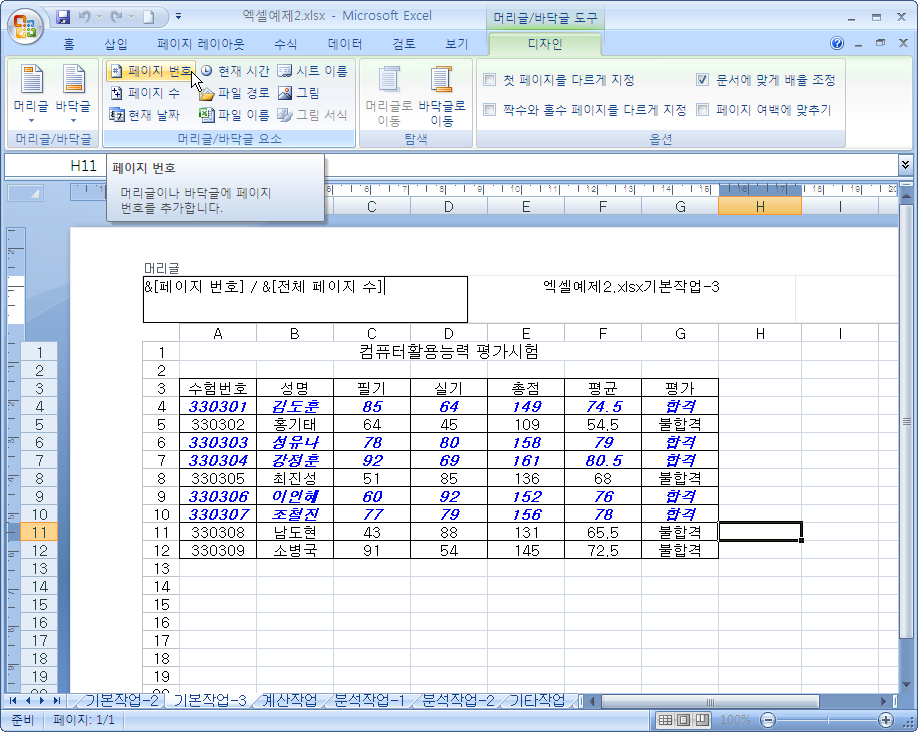 엑셀예제2.xlsx - Microsoft Excel
머리글/바닥글 도구
홈 삽입 페이지 레이아웃 수식 데이터 검토 보기 디자인
머리글 바닥글
머리글/바닥글
페이지 번호 현재 시간 시트 이름
페이지 수 파일 경로 그림
현재 날짜 파일 이름 그림 서식
머리글/바닥글 요소
머리글로 이동 바닥글로 이동
탐색
첫 페이지를 다르게 지정 문서에 맞게 배율 조정
짝수와 홀수 페이지를 다르게 지정 페이지 여백에 맞추기
옵션
H11
페이지 번호
머리글이나 바닥글에 페이지
번호를 추가합니다.
C D E F G H I
머리글
&[페이지 번호] / &[전체 페이지 수] 엑셀예제2.xlsx기본작업-3
A B C D E F G H I
1 1 컴퓨터활용능력 평가시험
2 2
3 3 수험번호 성명 필기 실기 총점 평균 평가
4 4 330301 김도훈 85 64 149 74.5 합격
5 5 330302 홍기태 64 45 109 54.5 불합격
6 6 330303 성유나 78 80 158 79 합격
7 7 330304 강정훈 92 69 161 80.5 합격
8 8 330305 최진성 51 85 136 68 불합격
9 9 330306 이언혜 60 92 152 76 합격
10 10 330307 조철진 77 79 156 78 합격
11 11 330308 남도현 43 88 131 65.5 불합격
12 12 330309 소병국 91 54 145 72.5 불합격
13 13
14 14
15 15
16 16
17 17
18 18
19 19
기본작업-2 기본작업-3 계산작업 분석작업-1 분석작업-2 기타작업
준비 페이지: 1/1 100%